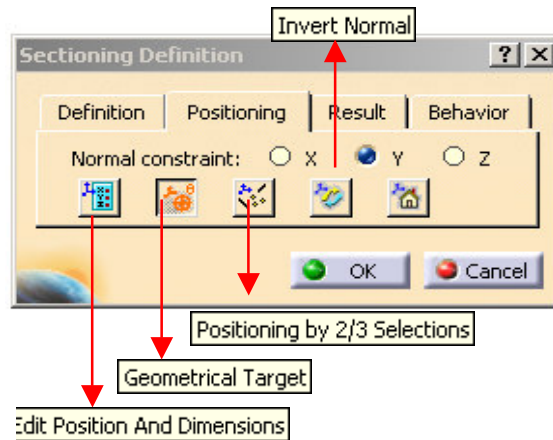 Invert Normal
Sectioning Definition
Definition Positioning Result Behavior
Normal constraint: X Y Z
OK Cancel
Positioning by 2/3 Selections
Geometrical Target
Edit Position And Dimensions